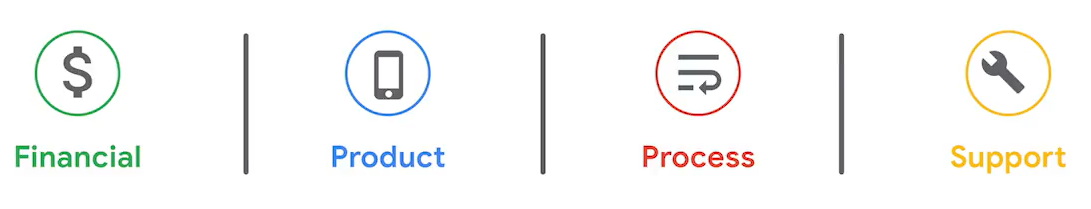 Financial
Product
Process
Support